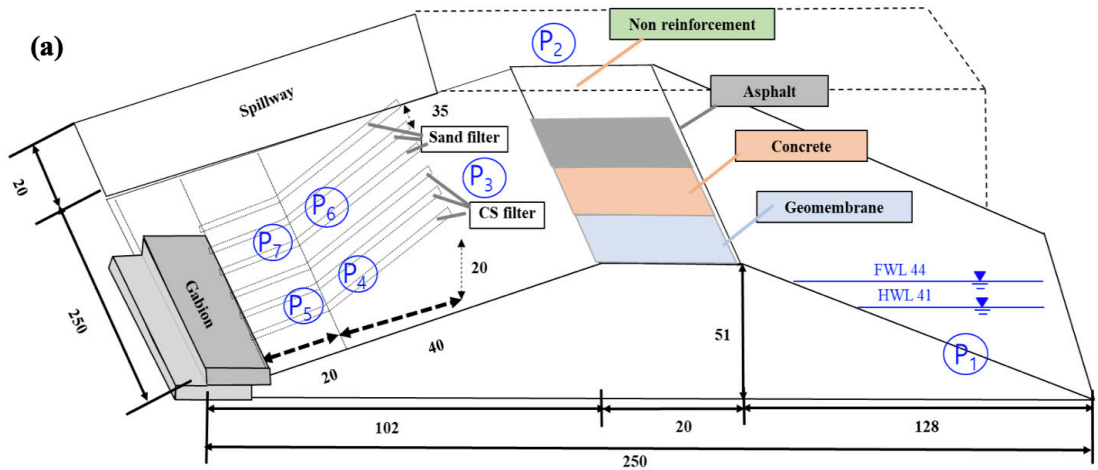 (a)
Non reinforcement
P2
Spillway
Asphalt
35
Sand filter
20
P3
Concrete
P6
CS filter
Geomembrane
P7
20
FWL 44
P4
HWL 41
Gabion
P5
250
40
51
P1
20
102
20
128
250